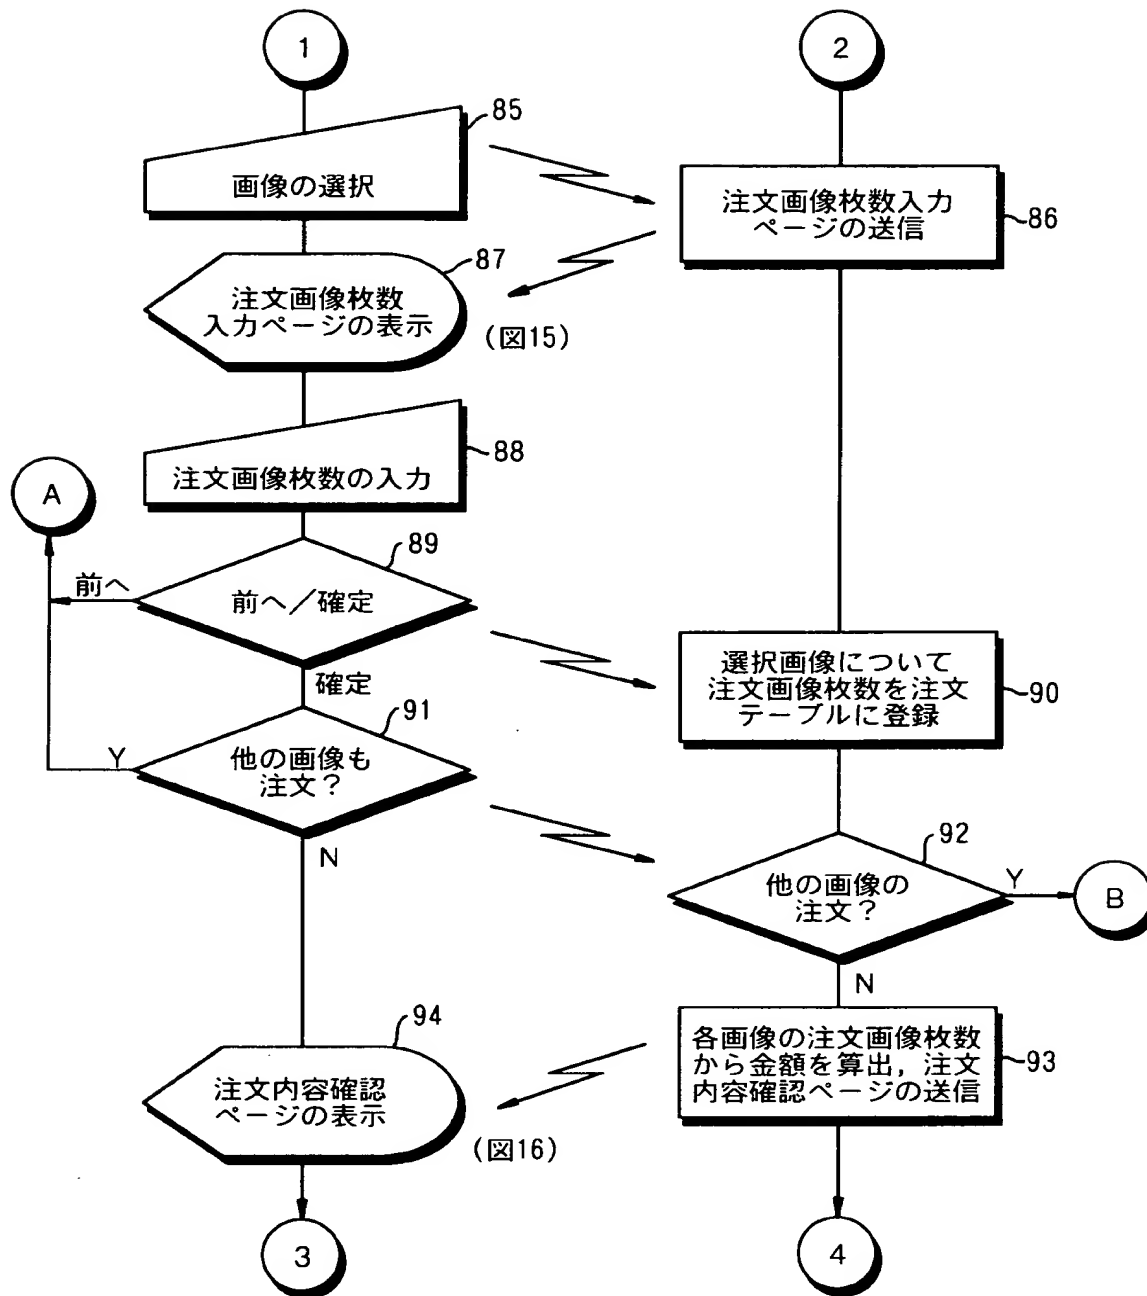 1
2
85
画像の選択
注文画像枚数入力
ページの送信
86
87
注文画像枚数
入力ページの表示
(図15)
88
注文画像枚数の入力
A
89
前へ
前へ/確定
確定
選択画像について
注文画像枚数を注文
テーブルに登録
90
91
Y
他の画像も
注文?
N
92
他の画像の
注文?
Y
B
N
94
注文内容確認
ページの表示
(図16)
各画像の注文画像枚数
から金額を算出,注文
内容確認ページの送信
93
3
4